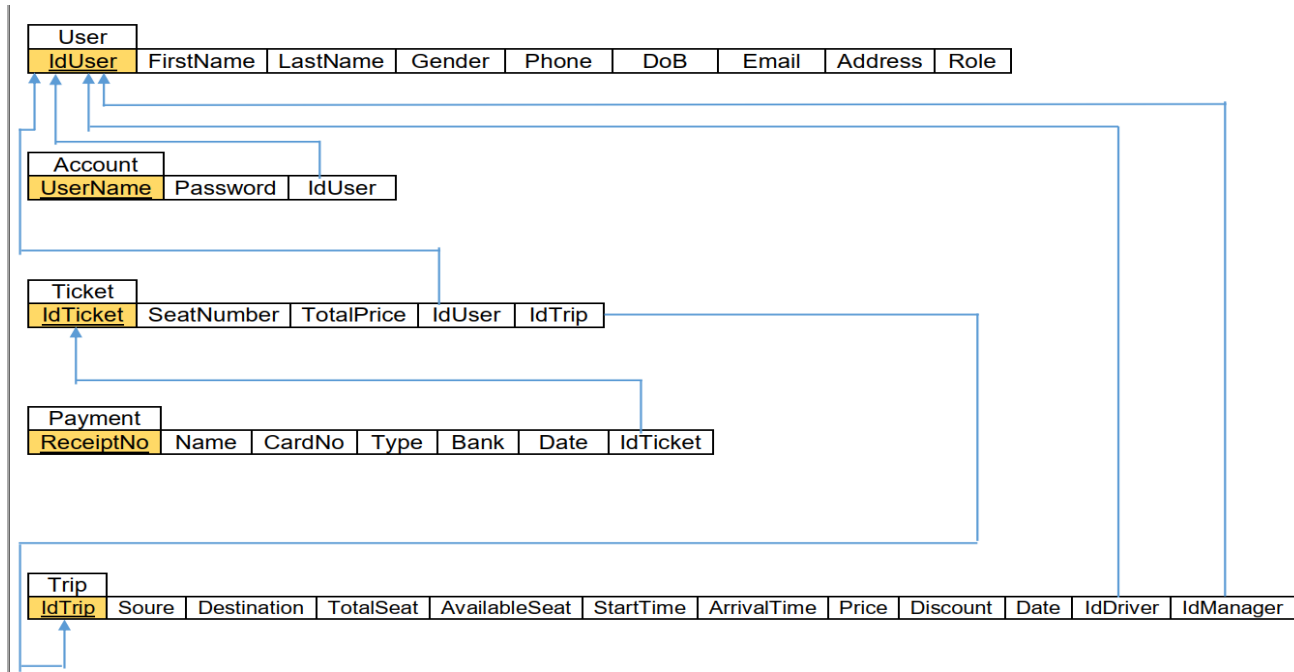 User
IdUser FirstName LastName Gender Phone DoB Email Address Role
Account
UserName Password IdUser
Ticket
IdTicket SeatNumber TotalPrice IdUser IdTrip
Payment
ReceiptNo Name CardNo Type Bank Date IdTicket
Trip
IdTrip Soure Destination TotalSeat AvailableSeat StartTime ArrivalTime Price Discount Date IdDriver IdManager